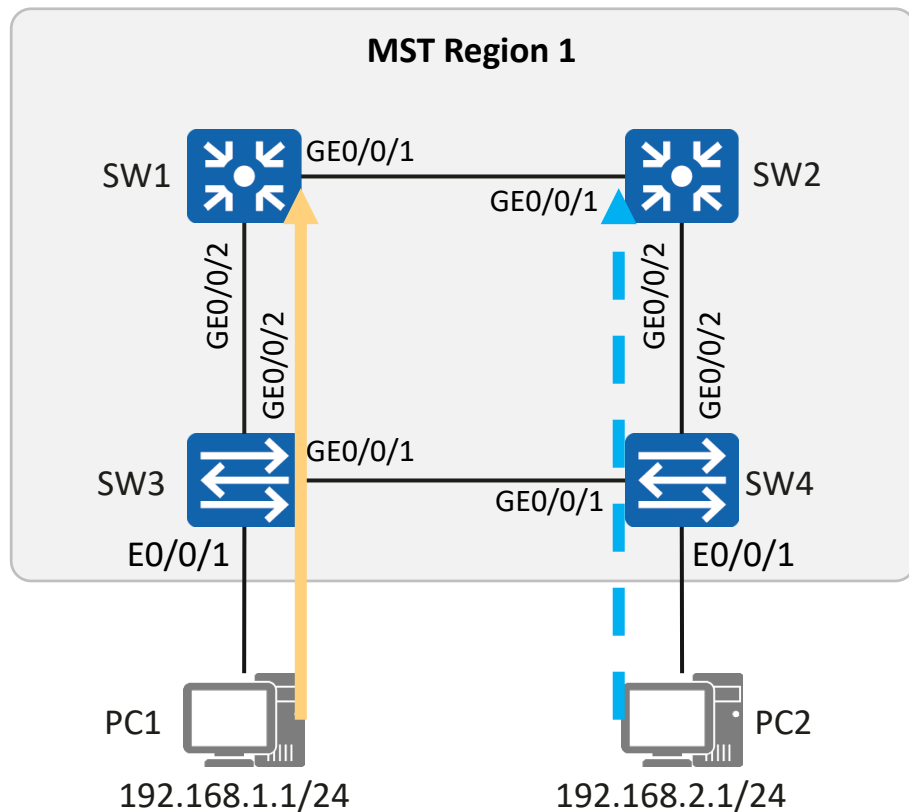 MST Region 1
SW1
GE0/0/1
GE0/0/1
SW2
GE0/0/2
GE0/0/2
GE0/0/2
GE0/0/2
SW3
GE0/0/1
GE0/0/1
SW4
E0/0/1
E0/0/1
PC1
PC2
192.168.1.1/24
192.168.2.1/24